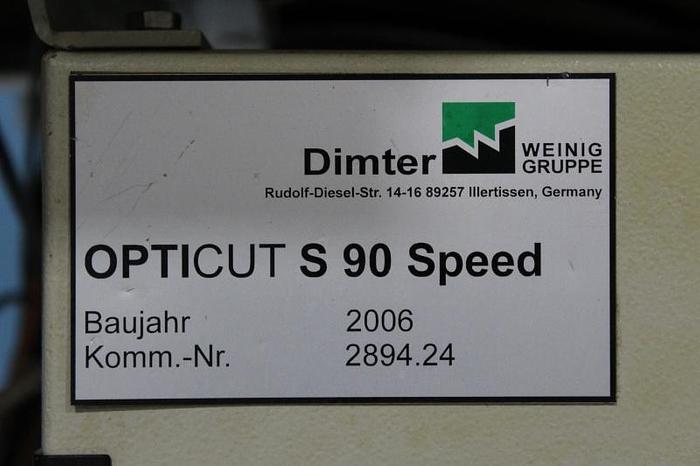 Dimter WEINIG GRUPPE
Rudolf-Diesel-Str. 14-16 89257 Illertissen, Germany
OPTICUT S 90 Speed
Baujahr 2006
Komm.-Nr. 2894.24